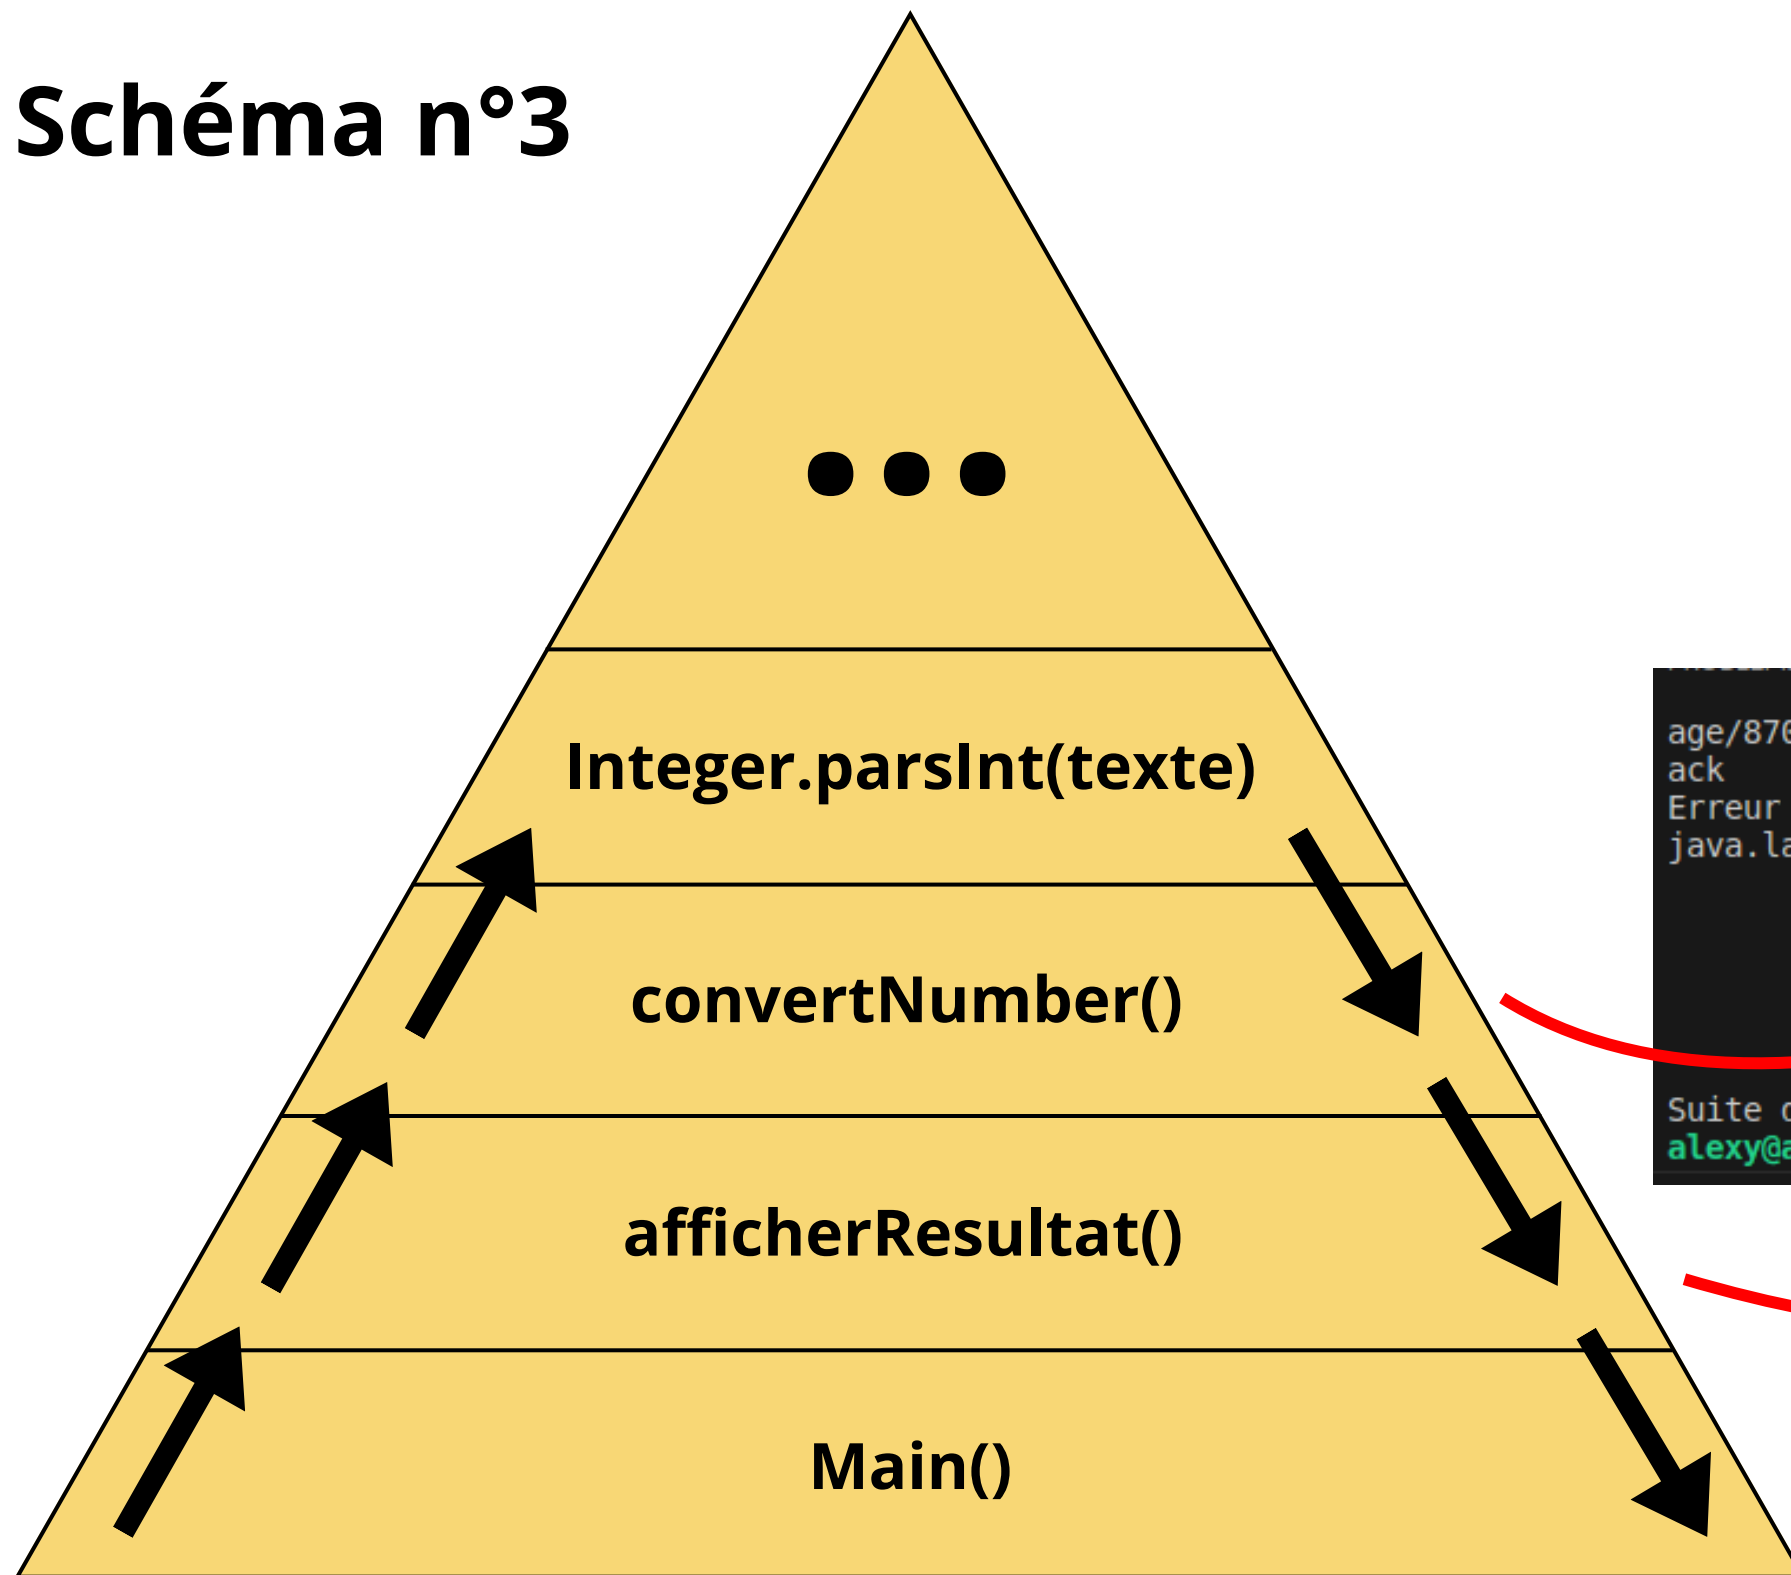 Schéma n°3
...
Integer.parsInt(texte)
convertNumber()
afficherResultat()
Main()
age/870
ack
Erreur
java.la
Suite
alexy@a